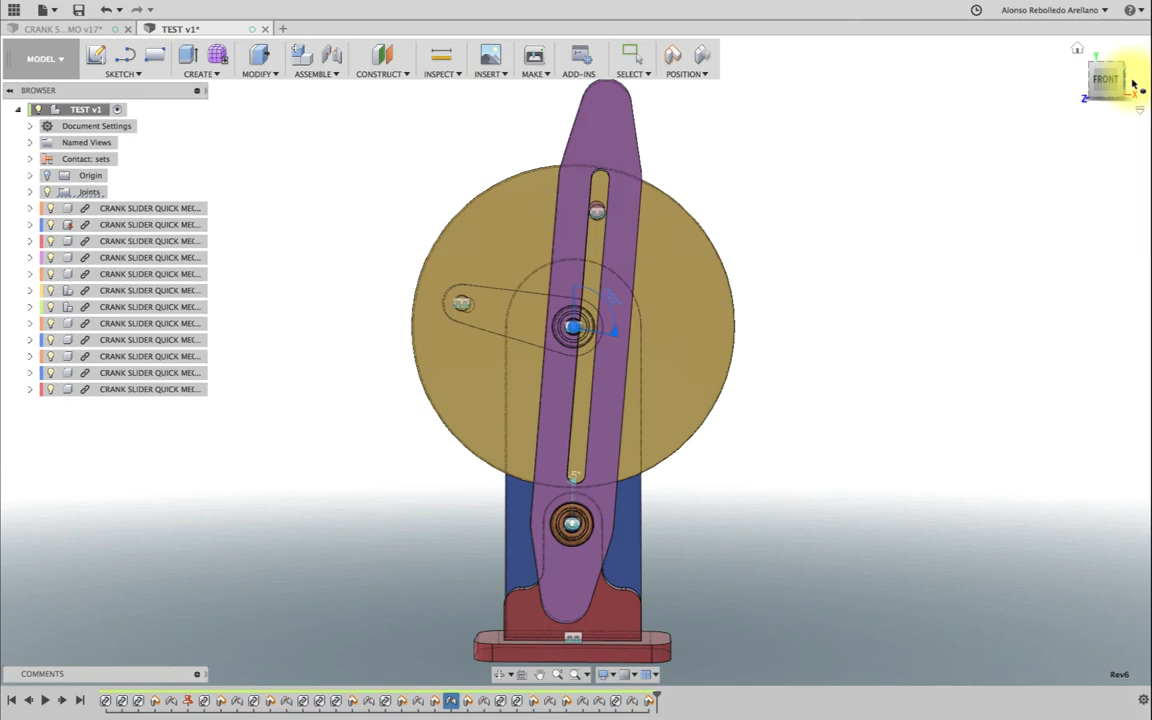 Alonso Rebolledo Arellano
CRANK S...MO v17*
TEST v1*
MODEL
SKETCH
CREATE
MODIFY
ASSEMBLE
CONSTRUCT
INSPECT
INSERT
MAKE
ADD-INS
SELECT
POSITION
Y
FRONT
Z
X
BROWSER
TEST v1
Document Settings
Named Views
Contact: sets
Origin
Joints
CRANK SLIDER QUICK MEC...
CRANK SLIDER QUICK MEC...
CRANK SLIDER QUICK MEC...
CRANK SLIDER QUICK MEC...
CRANK SLIDER QUICK MEC...
CRANK SLIDER QUICK MEC...
CRANK SLIDER QUICK MEC...
CRANK SLIDER QUICK MEC...
CRANK SLIDER QUICK MEC...
CRANK SLIDER QUICK MEC...
CRANK SLIDER QUICK MEC...
CRANK SLIDER QUICK MEC...
COMMENTS
Rev6